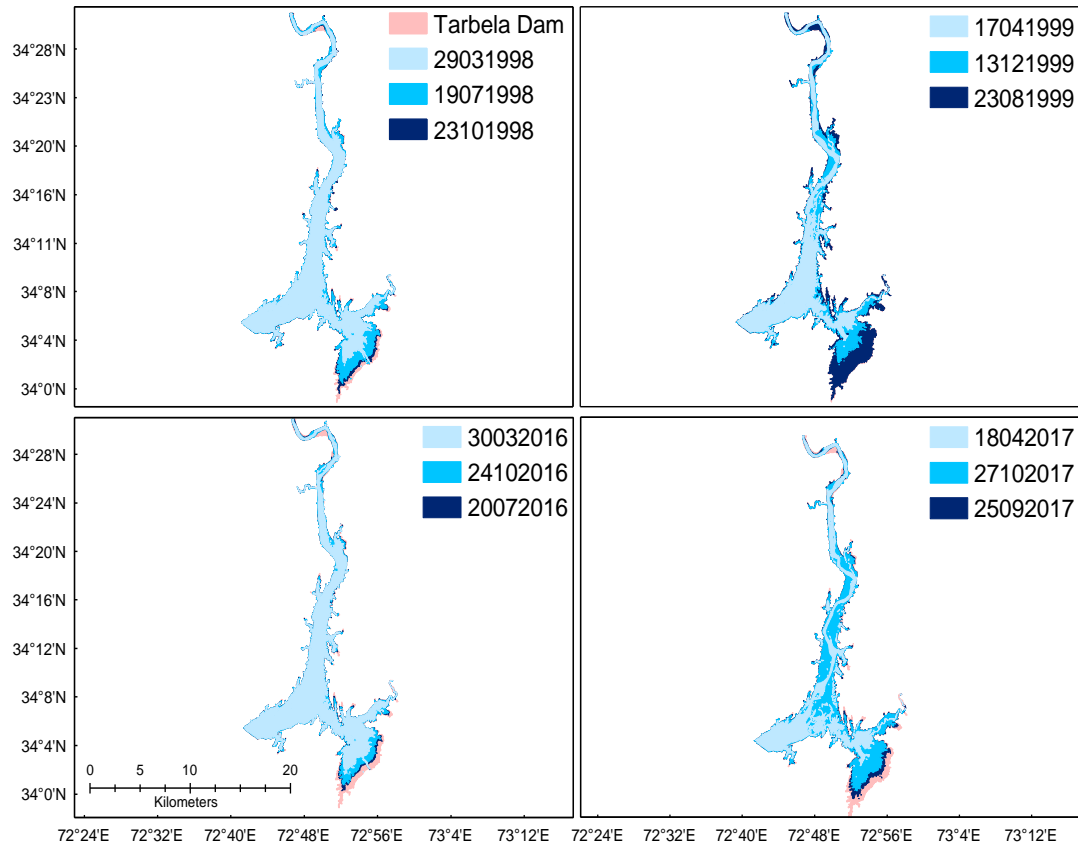 Tarbela Dam
29031998
19071998
23101998
17041999
13121999
23081999
34°28'N
34°23'N
34°20'N
34°16'N
34°11'N
34°8'N
34°4'N
34°0'N
30032016
24102016
20072016
18042017
27102017
25092017
34°28'N
34°24'N
34°20'N
34°16'N
34°12'N
34°8'N
34°4'N
34°0'N
0 5 10 20
Kilometers
72°24'E 72°32'E 72°40'E 72°48'E 72°56'E 73°4'E 73°12'E
72°24'E 72°32'E 72°40'E 72°48'E 72°56'E 73°4'E 73°12'E